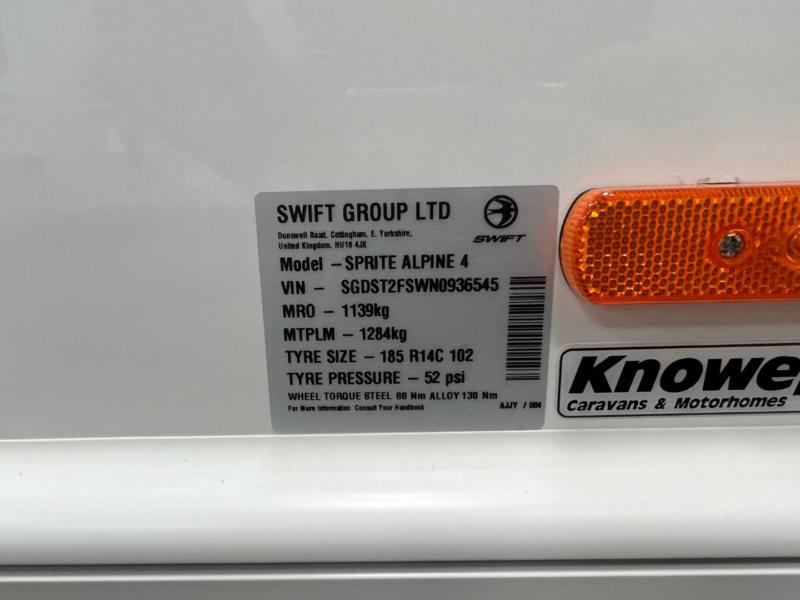 SWIFT GROUP LTD
SWIFT
Dunswell Road, Cottingham, E. Yorkshire,
United Kingdom, HU16 4JX
Model – SPRITE ALPINE 4
VIN – SGDST2FSWN0936545
MRO – 1139kg
MTPLM – 1284kg
TYRE SIZE – 185 R14C 102
TYRE PRESSURE – 52 psi
WHEEL TORQUE STEEL 88 Nm ALLOY 130 Nm
For More Information Consult Your Handbook
AJJY / 004
Caravans & Motorhomes